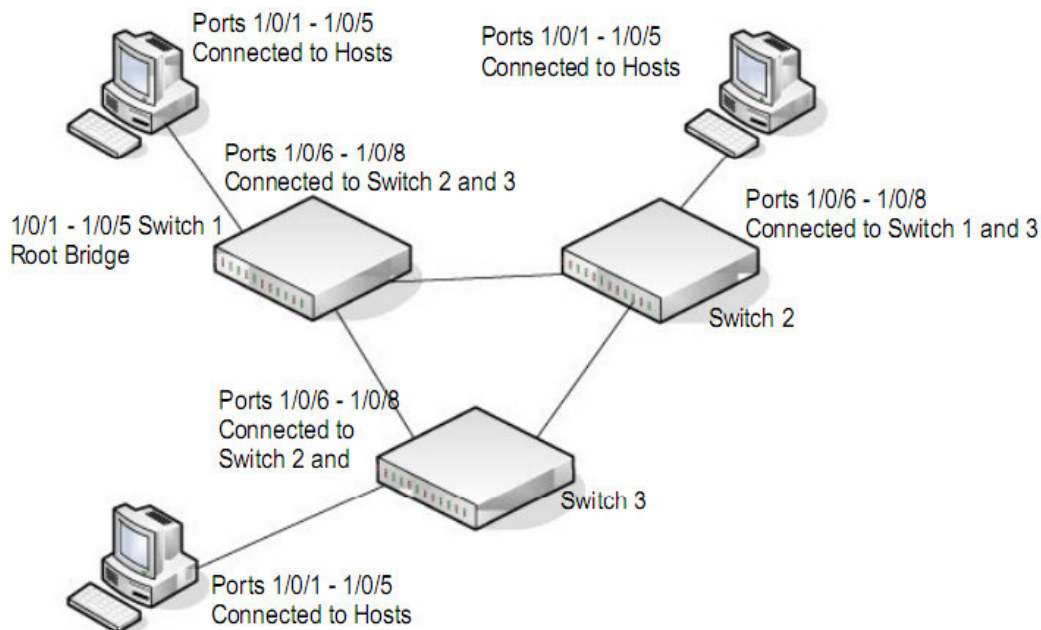 Ports 1/0/1 - 1/0/5
Connected to Hosts
Ports 1/0/1 - 1/0/5
Connected to Hosts
Ports 1/0/6 - 1/0/8
Connected to Switch 2 and 3
1/0/1 - 1/0/5 Switch 1
Root Bridge
Ports 1/0/6 - 1/0/8
Connected to Switch 1 and 3
Switch 2
Ports 1/0/6 - 1/0/8
Connected to
Switch 2 and
Switch 3
Ports 1/0/1 - 1/0/5
Connected to Hosts